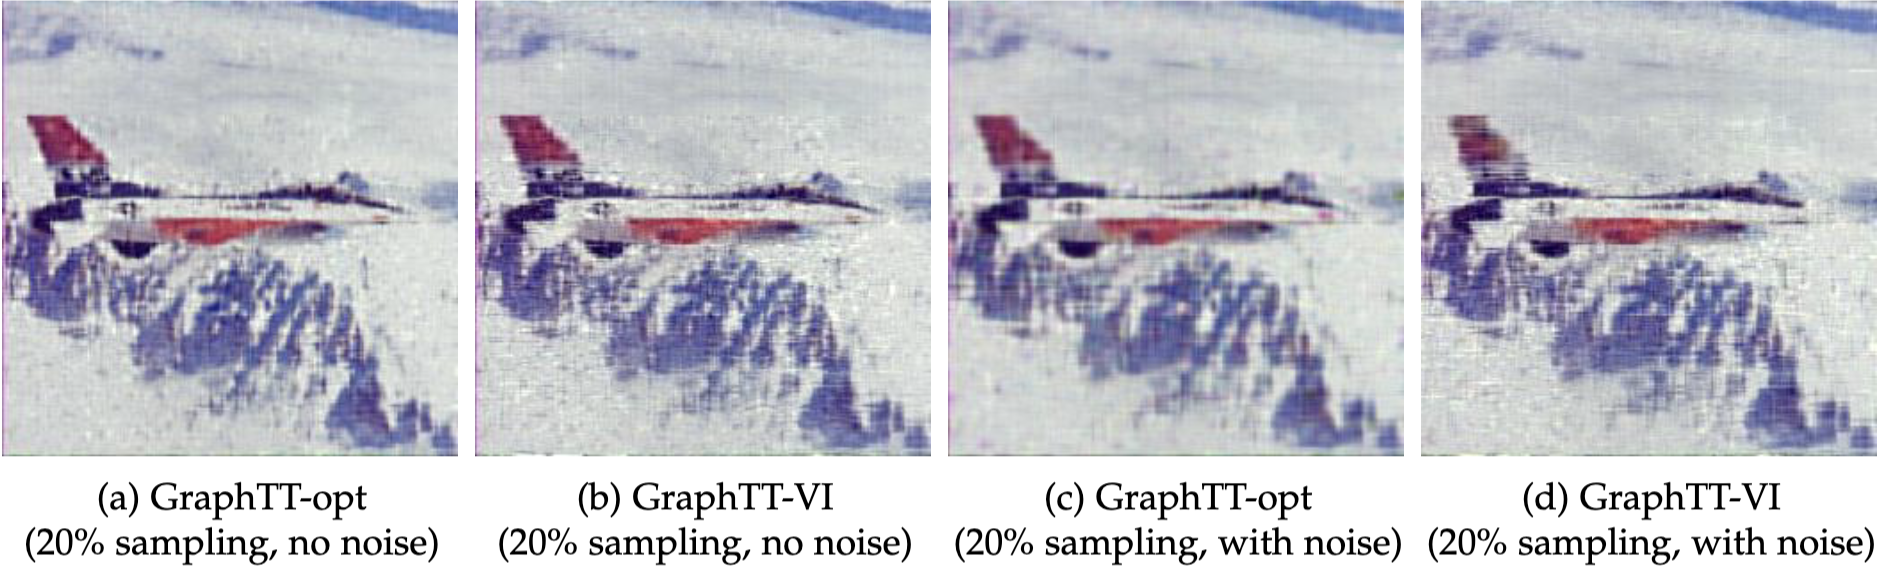 (a) GraphTT-opt
(20% sampling, no noise)
(b) GraphTT-VI
(20% sampling, no noise)
(c) GraphTT-opt
(20% sampling, with noise)
(d) GraphTT-VI
(20% sampling, with noise)